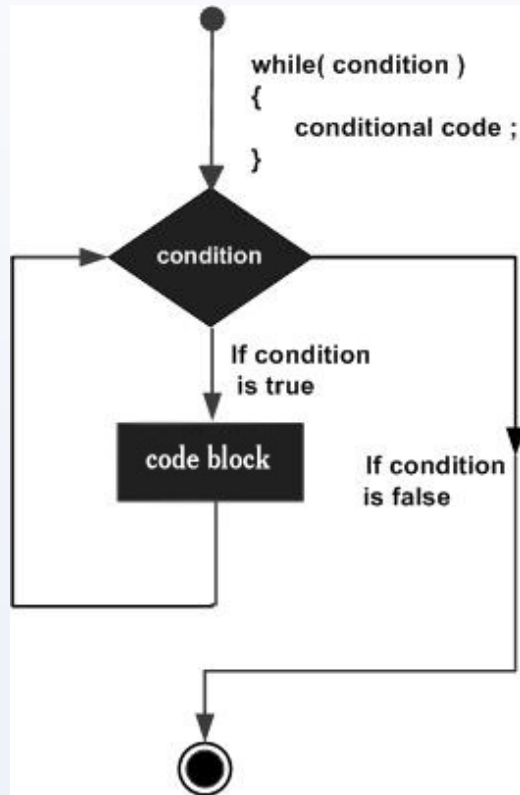 while( condition )
{
conditional code ;
}
condition
If condition
is true
code block
If condition
is false